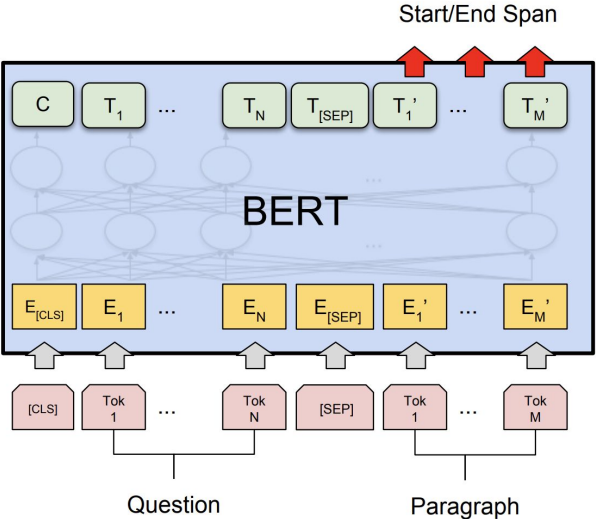 Start/End Span
C T1 ... TN T[SEP] T1' ... TM'
...
BERT
...
E[CLS] E1 ... EN E[SEP] E1' ... EM'
[CLS] Tok 1 ... Tok N [SEP] Tok 1 ... Tok M
Question Paragraph